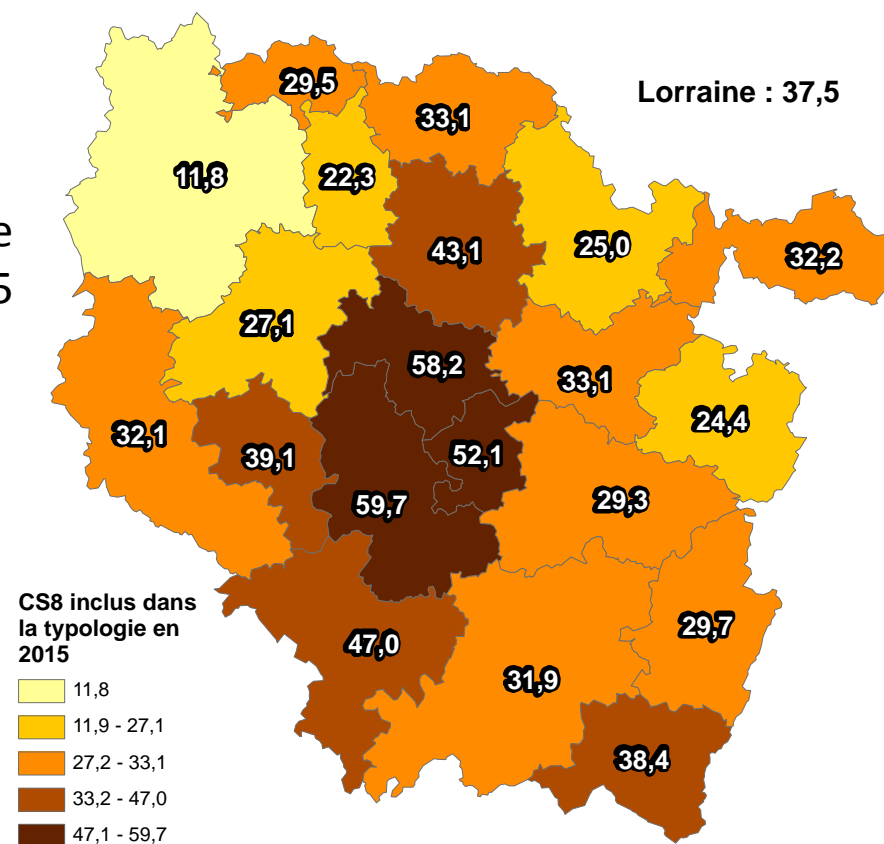 29,5
Lorraine : 37,5
33,1
11,8
22,3
e
43,1
25,0
32,2
5
27,1
58,2
33,1
24,4
32,1
39,1
52,1
59,7
29,3
CS8 inclus dans
la typologie en
2015
29,7
47,0
31,9
11,8
11,9 - 27,1
27,2 - 33,1
38,4
33,2 - 47,0
47,1 - 59,7